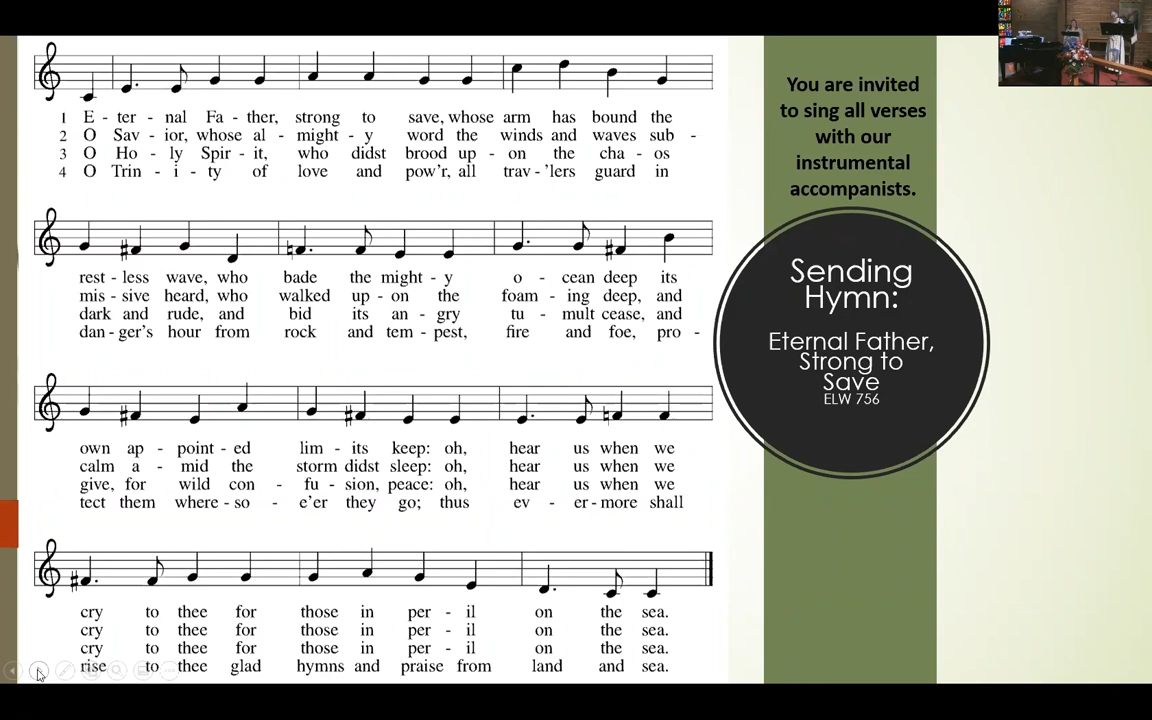 1 E - ter - nal Fa - ther, strong to save, whose arm has bound the
2 O Sav - ior, whose al - might - y word the winds and waves sub -
3 O Ho - ly Spir - it, who didst brood up - on the cha - os
4 O Trin - i - ty of love and pow'r, all trav - 'lers guard in
rest - less wave, who bade the might - y o - cean deep its
mis - sive heard, who walked up - on the foam - ing deep, and
dark and rude, and bid its an - gry tu - mult cease, and
dan - ger's hour from rock and tem - pest, fire and foe, pro -
own ap - point - ed lim - its keep: oh, hear us when we
calm a - mid the storm didst sleep: oh, hear us when we
give, for wild con - fu - sion, peace: oh, hear us when we
tect them where - so - e'er they go; thus ev - er - more shall
cry to thee for those in per - il on the sea.
cry to thee for those in per - il on the sea.
cry to thee for those in per - il on the sea.
rise to thee glad hymns and praise from land and sea.
You are invited
to sing all verses
with our
instrumental
accompanists.
Sending
Hymn:
Eternal Father,
Strong to
Save
ELW 756